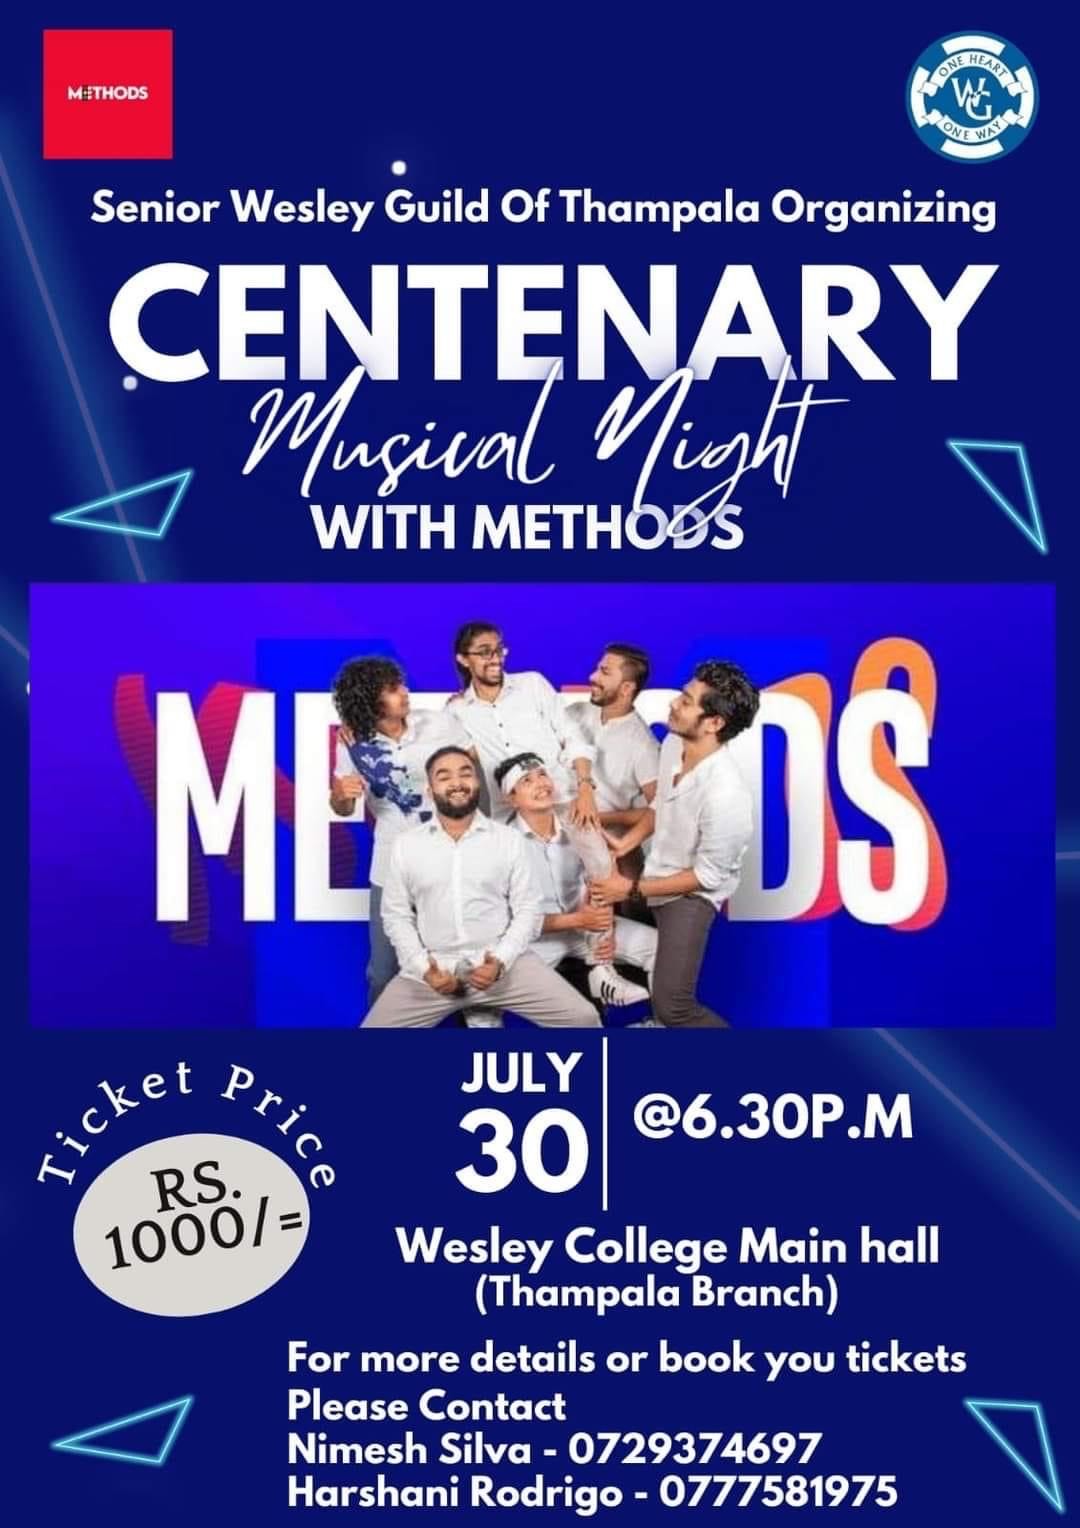 METHODS
ONE HEART
WG
ONE WAY
Senior Wesley Guild Of Thampala Organizing
CENTENARY
Musical Night
WITH METHODS
METHODS
Ticket Price
RS.
1000/=
JULY
30
@6.30P.M
Wesley College Main hall
(Thampala Branch)
For more details or book you tickets
Please Contact
Nimesh Silva - 0729374697
Harshani Rodrigo - 0777581975